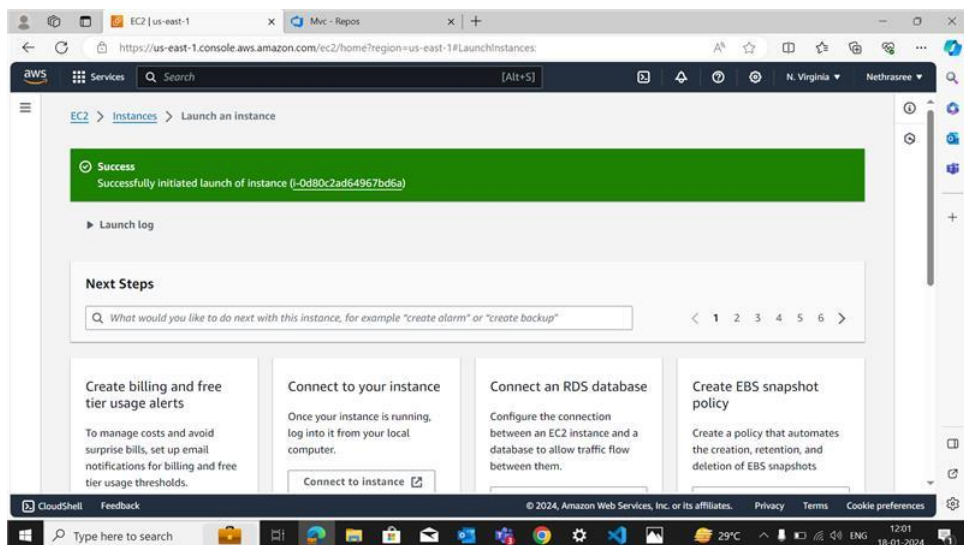 EC2 | us-east-1
Mvc - Repos
https://us-east-1.console.aws.amazon.com/ec2/home?region=us-east-1#LaunchInstances:
aws Services Search [Alt+S] N. Virginia Nethrasree
EC2 > Instances > Launch an instance
Success
Successfully initiated launch of instance (i-0d80c2ad64967bd6a)
Launch log
Next Steps
What would you like to do next with this instance, for example "create alarm" or "create backup"
1 2 3 4 5 6
Create billing and free
tier usage alerts
To manage costs and avoid
surprise bills, set up email
notifications for billing and free
tier usage thresholds.
Connect to your instance
Once your instance is running,
log into it from your local
computer.
Connect to instance
Connect an RDS database
Configure the connection
between an EC2 instance and a
database to allow traffic flow
between them.
Create EBS snapshot
policy
Create a policy that automates
the creation, retention, and
deletion of EBS snapshots
CloudShell Feedback © 2024, Amazon Web Services, Inc. or its affiliates. Privacy Terms Cookie preferences
Type here to search 29°C ENG
12:01
18-01-2024